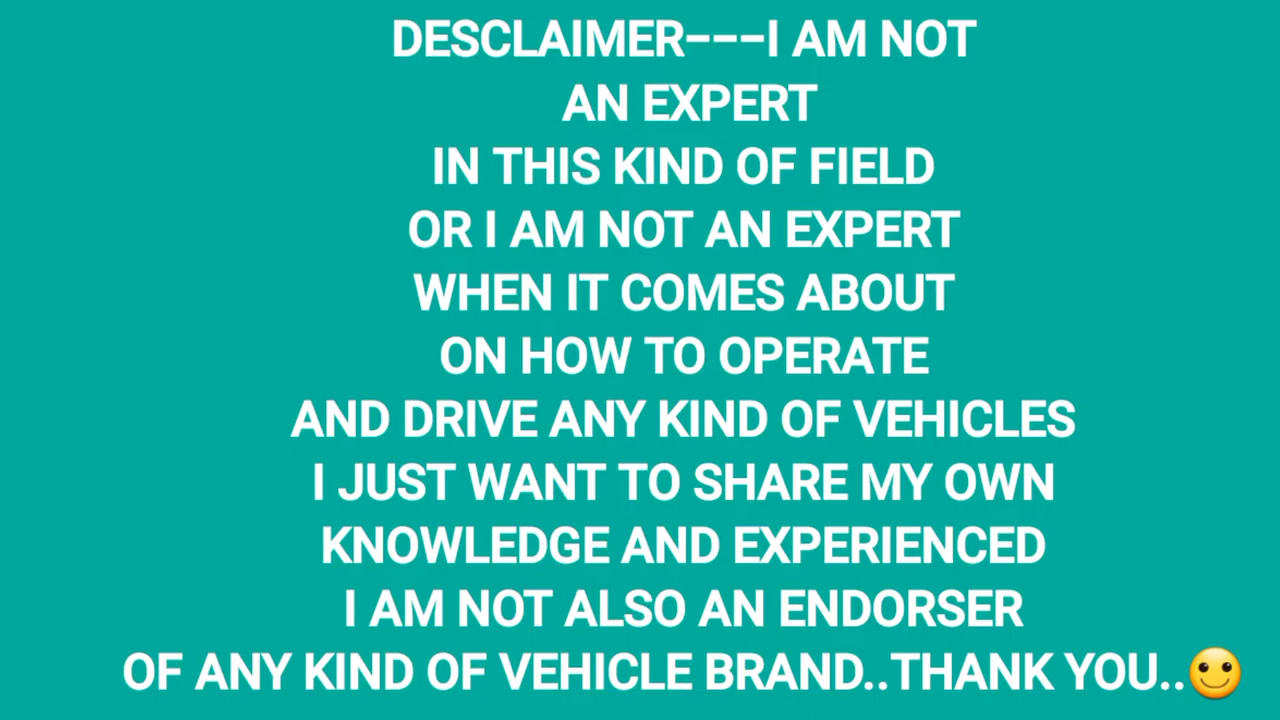 DESCLAIMER---I AM NOT
AN EXPERT
IN THIS KIND OF FIELD
OR I AM NOT AN EXPERT
WHEN IT COMES ABOUT
ON HOW TO OPERATE
AND DRIVE ANY KIND OF VEHICLES
I JUST WANT TO SHARE MY OWN
KNOWLEDGE AND EXPERIENCED
I AM NOT ALSO AN ENDORSER
OF ANY KIND OF VEHICLE BRAND..THANK YOU..🙂